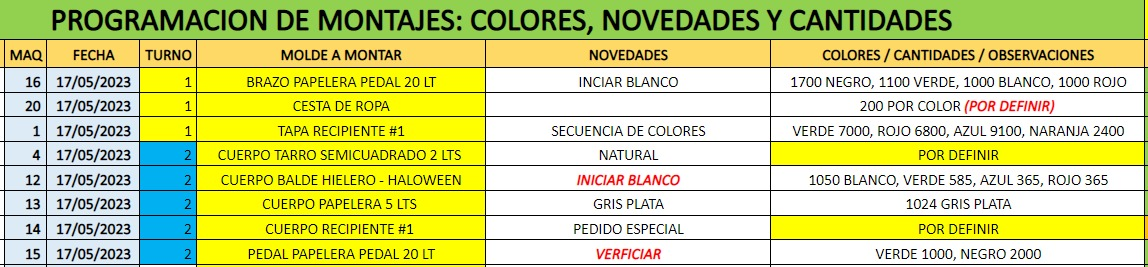 PROGRAMACION DE MONTAJES: COLORES, NOVEDADES Y CANTIDADES
MAQ FECHA TURNO MOLDE A MONTAR NOVEDADES COLORES / CANTIDADES / OBSERVACIONES
16 17/05/2023 1 BRAZO PAPELERA PEDAL 20 LT INCIAR BLANCO 1700 NEGRO, 1100 VERDE, 1000 BLANCO, 1000 ROJO
20 17/05/2023 1 CESTA DE ROPA 200 POR COLOR (POR DEFINIR)
1 17/05/2023 1 TAPA RECIPIENTE #1 SECUENCIA DE COLORES VERDE 7000, ROJO 6800, AZUL 9100, NARANJA 2400
4 17/05/2023 2 CUERPO TARRO SEMICUADRADO 2 LTS NATURAL POR DEFINIR
12 17/05/2023 2 CUERPO BALDE HIELERO - HALOWEEN INICIAR BLANCO 1050 BLANCO, VERDE 585, AZUL 365, ROJO 365
13 17/05/2023 2 CUERPO PAPELERA 5 LTS GRIS PLATA 1024 GRIS PLATA
14 17/05/2023 2 CUERPO RECIPIENTE #1 PEDIDO ESPECIAL POR DEFINIR
15 17/05/2023 2 PEDAL PAPELERA PEDAL 20 LT VERFICIAR VERDE 1000, NEGRO 2000